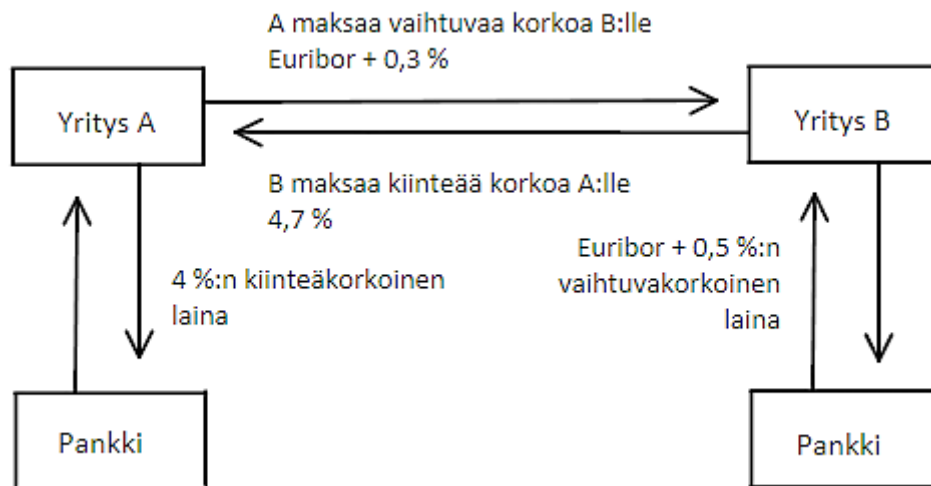 A maksaa vaihtuvaa korkoa B:lle
Euribor + 0,3 %
Yritys A
Yritys B
B maksaa kiinteää korkoa A:lle
4,7 %
4 %:n kiinteäkorkoinen
laina
Euribor + 0,5 %:n
vaihtuvakorkoinen
laina
Pankki
Pankki